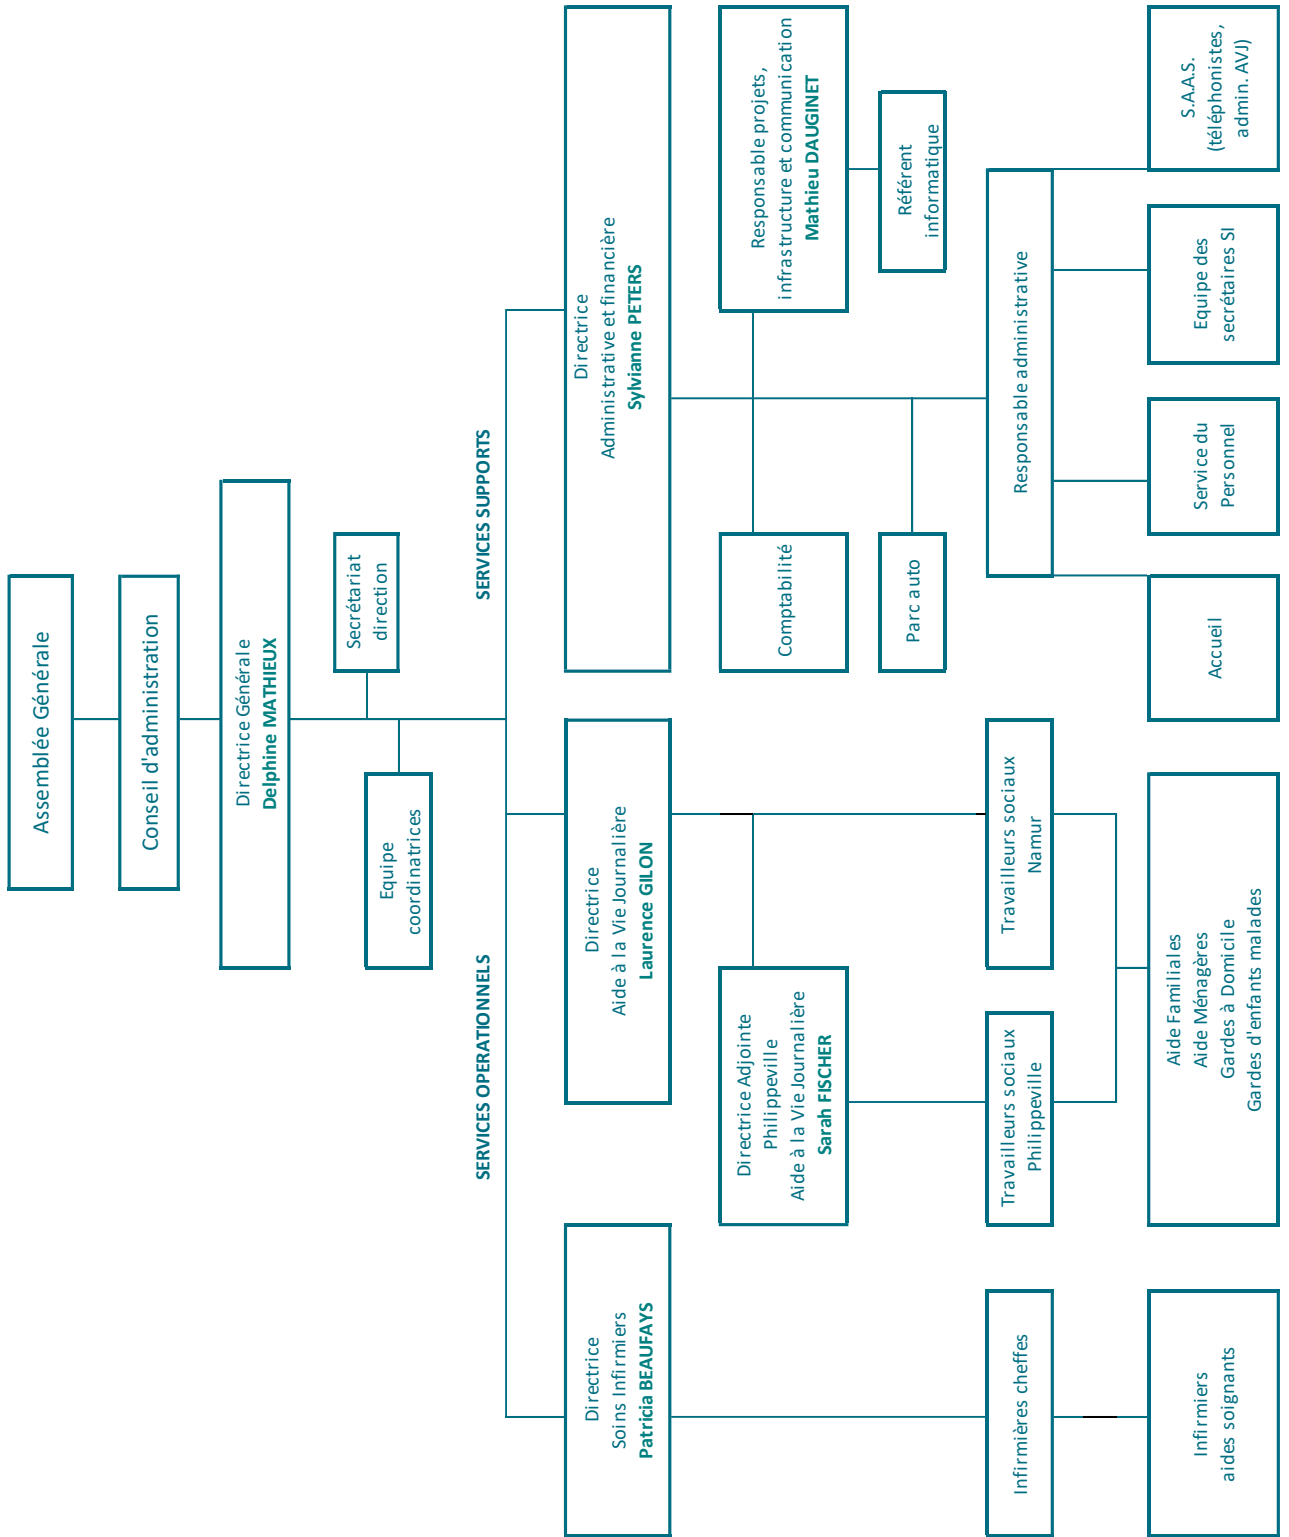 Assemblée Générale
Conseil d'administration
Directrice Générale
Delphine MATHIEUX
Secrétariat
direction
Equipe
coordinatrices
SERVICES OPERATIONNELS
SERVICES SUPPORTS
Directrice
Soins Infirmiers
Patricia BEAUFAYS
Directrice
Aide à la Vie Journalière
Laurence GILON
Directrice
Administrative et financière
Sylvianne PETERS
Directrice Adjointe
Philippeville
Aide à la Vie Journalière
Sarah FISCHER
Comptabilité
Responsable projets,
infrastructure et communication
Mathieu DAUGINET
Parc auto
Référent
informatique
Infirmières cheffes
Travailleurs sociaux
Philippeville
Travailleurs sociaux
Namur
Responsable administrative
Infirmiers
aides soignants
Aide Familiales
Aide Ménagères
Gardes à Domicile
Gardes d'enfants malades
Accueil
Service du
Personnel
Equipe des
secrétaires SI
S.A.A.S.
(téléphonistes,
admin. AVJ)